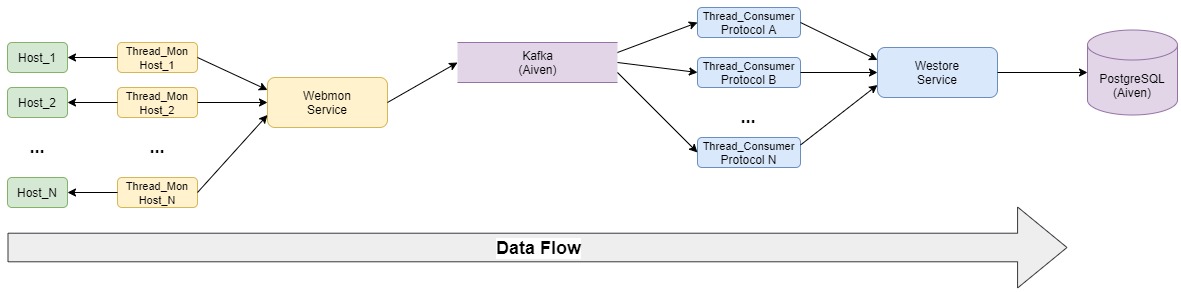 Host_1
Thread_Mon
Host_1
Host_2
Thread_Mon
Host_2
...
...
Host_N
Thread_Mon
Host_N
Webmon
Service
Kafka
(Aiven)
Thread_Consumer
Protocol A
Thread_Consumer
Protocol B
...
Thread_Consumer
Protocol N
Westore
Service
PostgreSQL
(Aiven)
Data Flow